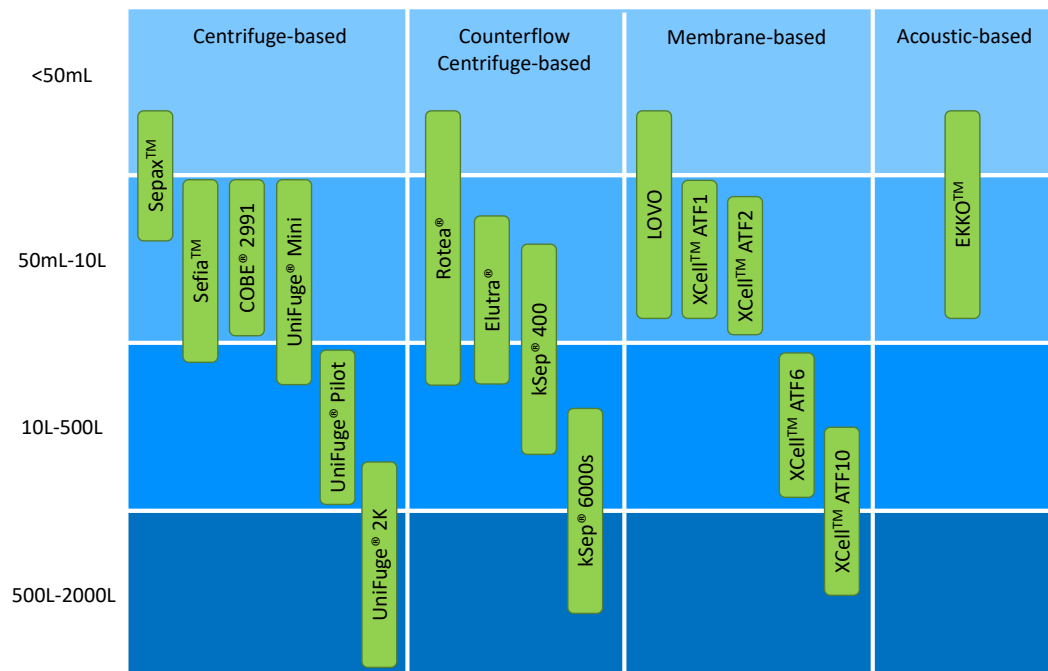 Centrifuge-based
Counterflow
Centrifuge-based
Membrane-based
Acoustic-based
<50mL
50mL-10L
10L-500L
500L-2000L
Sepax™
Sefia™
COBE® 2991
UniFuge® Mini
UniFuge® Pilot
UniFuge® 2K
Rotea®
Elutra®
kSep® 400
kSep® 6000s
LOVO
XCell™ ATF1
XCell™ ATF2
XCell™ ATF6
XCell™ ATF10
EKKO™